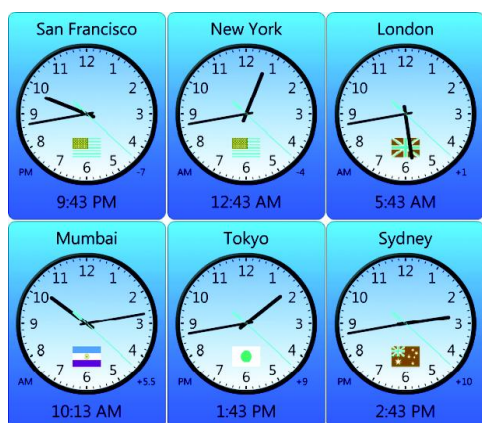 San Francisco
12
11 1
10 2
9 3
8 4
7 5
6
PM -7
9:43 PM
New York
12
11 1
10 2
9 3
8 4
7 5
6
AM -4
12:43 AM
London
12
11 1
10 2
9 3
8 4
7 5
6
AM +1
5:43 AM
Mumbai
12
11 1
10 2
9 3
8 4
7 5
6
AM +5.5
10:13 AM
Tokyo
12
11 1
10 2
9 3
8 4
7 5
6
PM +9
1:43 PM
Sydney
12
11 1
10 2
9 3
8 4
7 5
6
PM +10
2:43 PM